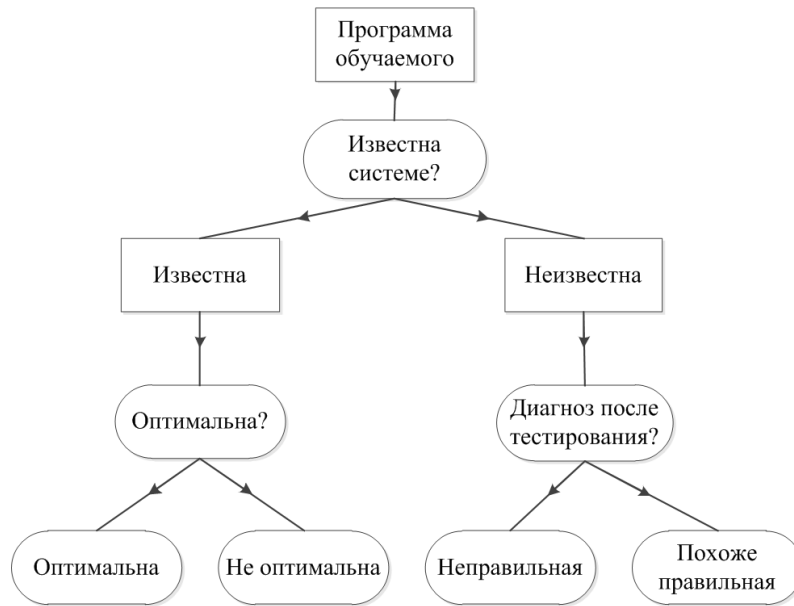 Программа
обучаемого
Известна
системе?
Известна
Неизвестна
Оптимальна?
Диагноз после
тестирования?
Оптимальна
Не оптимальна
Неправильная
Похоже
правильная